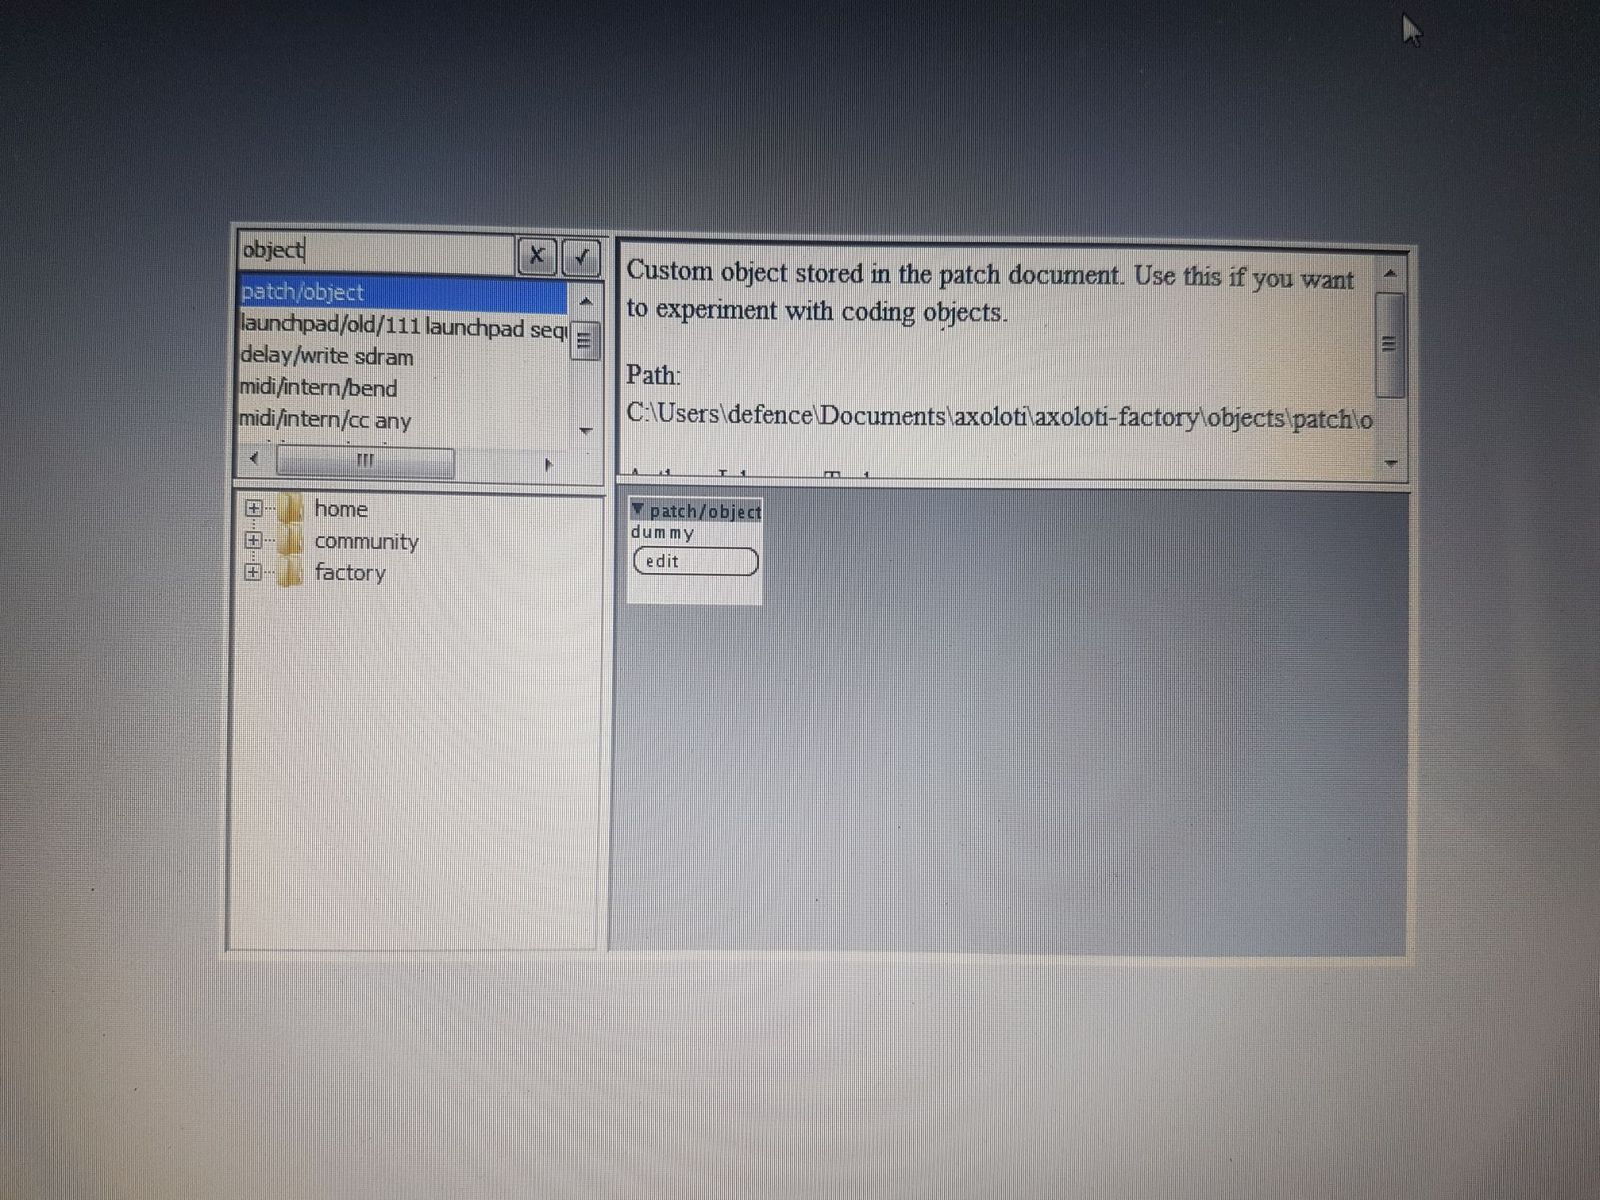 object
X ✓
patch/object
launchpad/old/111 launchpad sequ
delay/write sdram
midi/intern/bend
midi/intern/cc any
Custom object stored in the patch document. Use this if you want
to experiment with coding objects.
Path:
C:\Users\defence\Documents\axoloti\axoloti-factory\objects\patch\o
home
community
factory
patch/object
dummy
edit